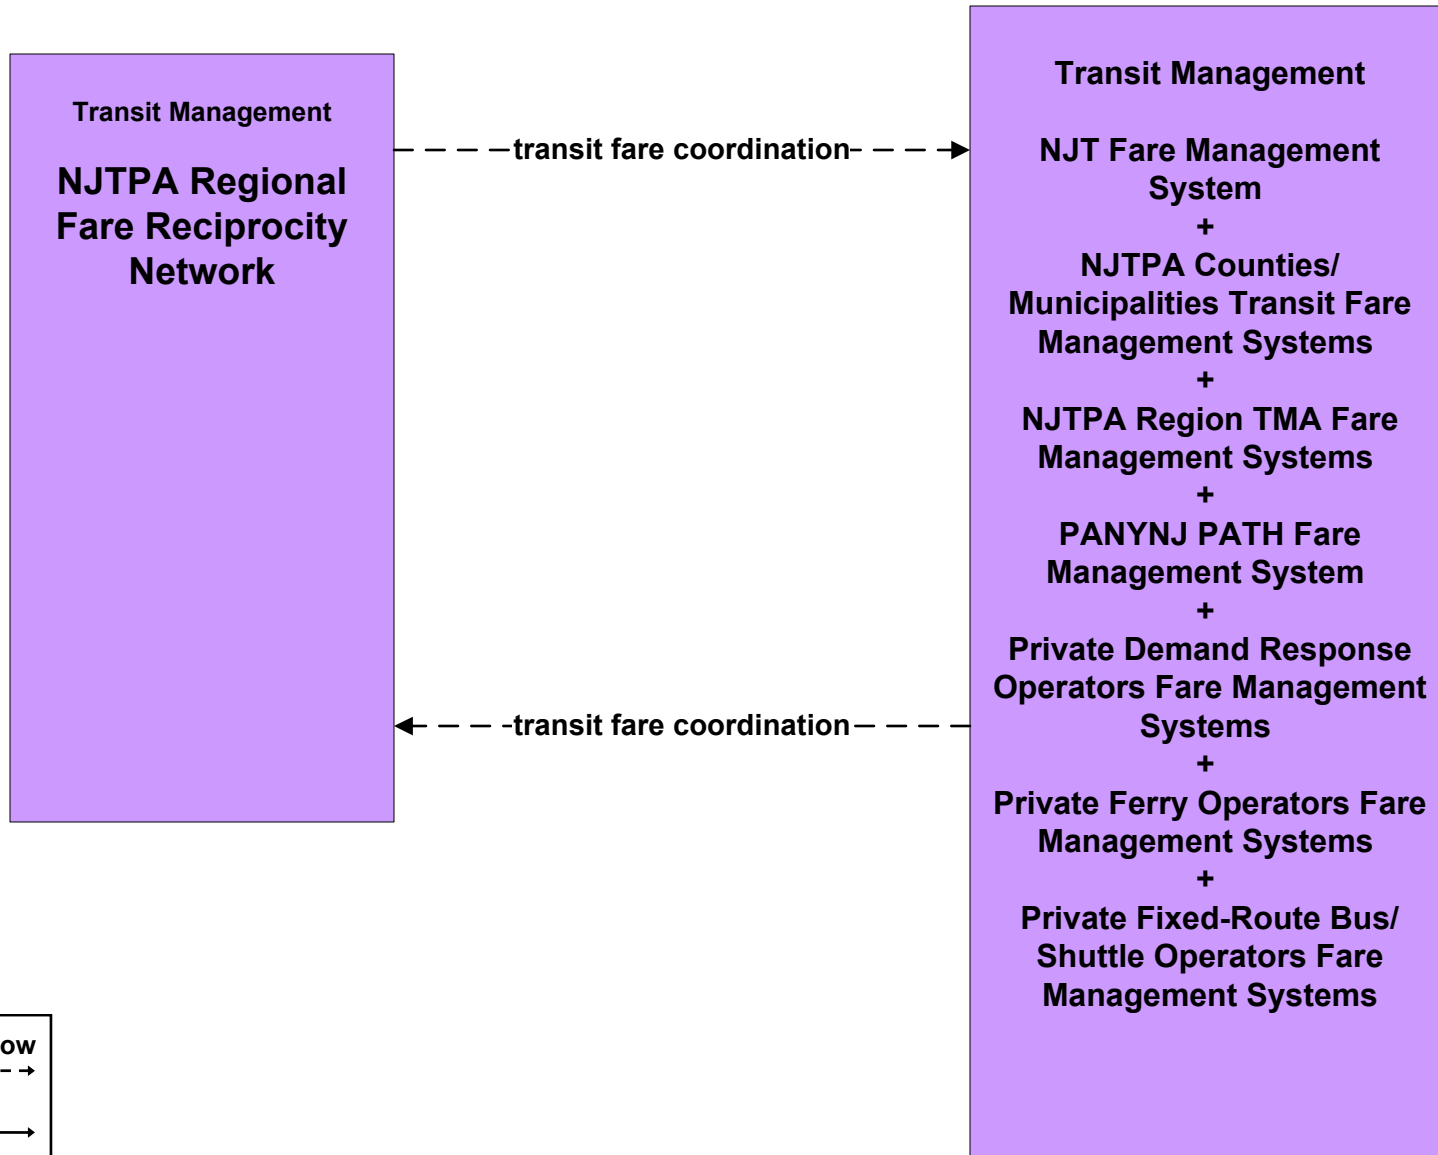 Transit Management
NJTPA Regional
Fare Reciprocity
Network
transit fare coordination
transit fare coordination
Transit Management
NJT Fare Management
System
+
NJTPA Counties/
Municipalities Transit Fare
Management Systems
+
NJTPA Region TMA Fare
Management Systems
+
PANYNJ PATH Fare
Management System
+
Private Demand Response
Operators Fare Management
Systems
+
Private Ferry Operators Fare
Management Systems
+
Private Fixed-Route Bus/
Shuttle Operators Fare
Management Systems